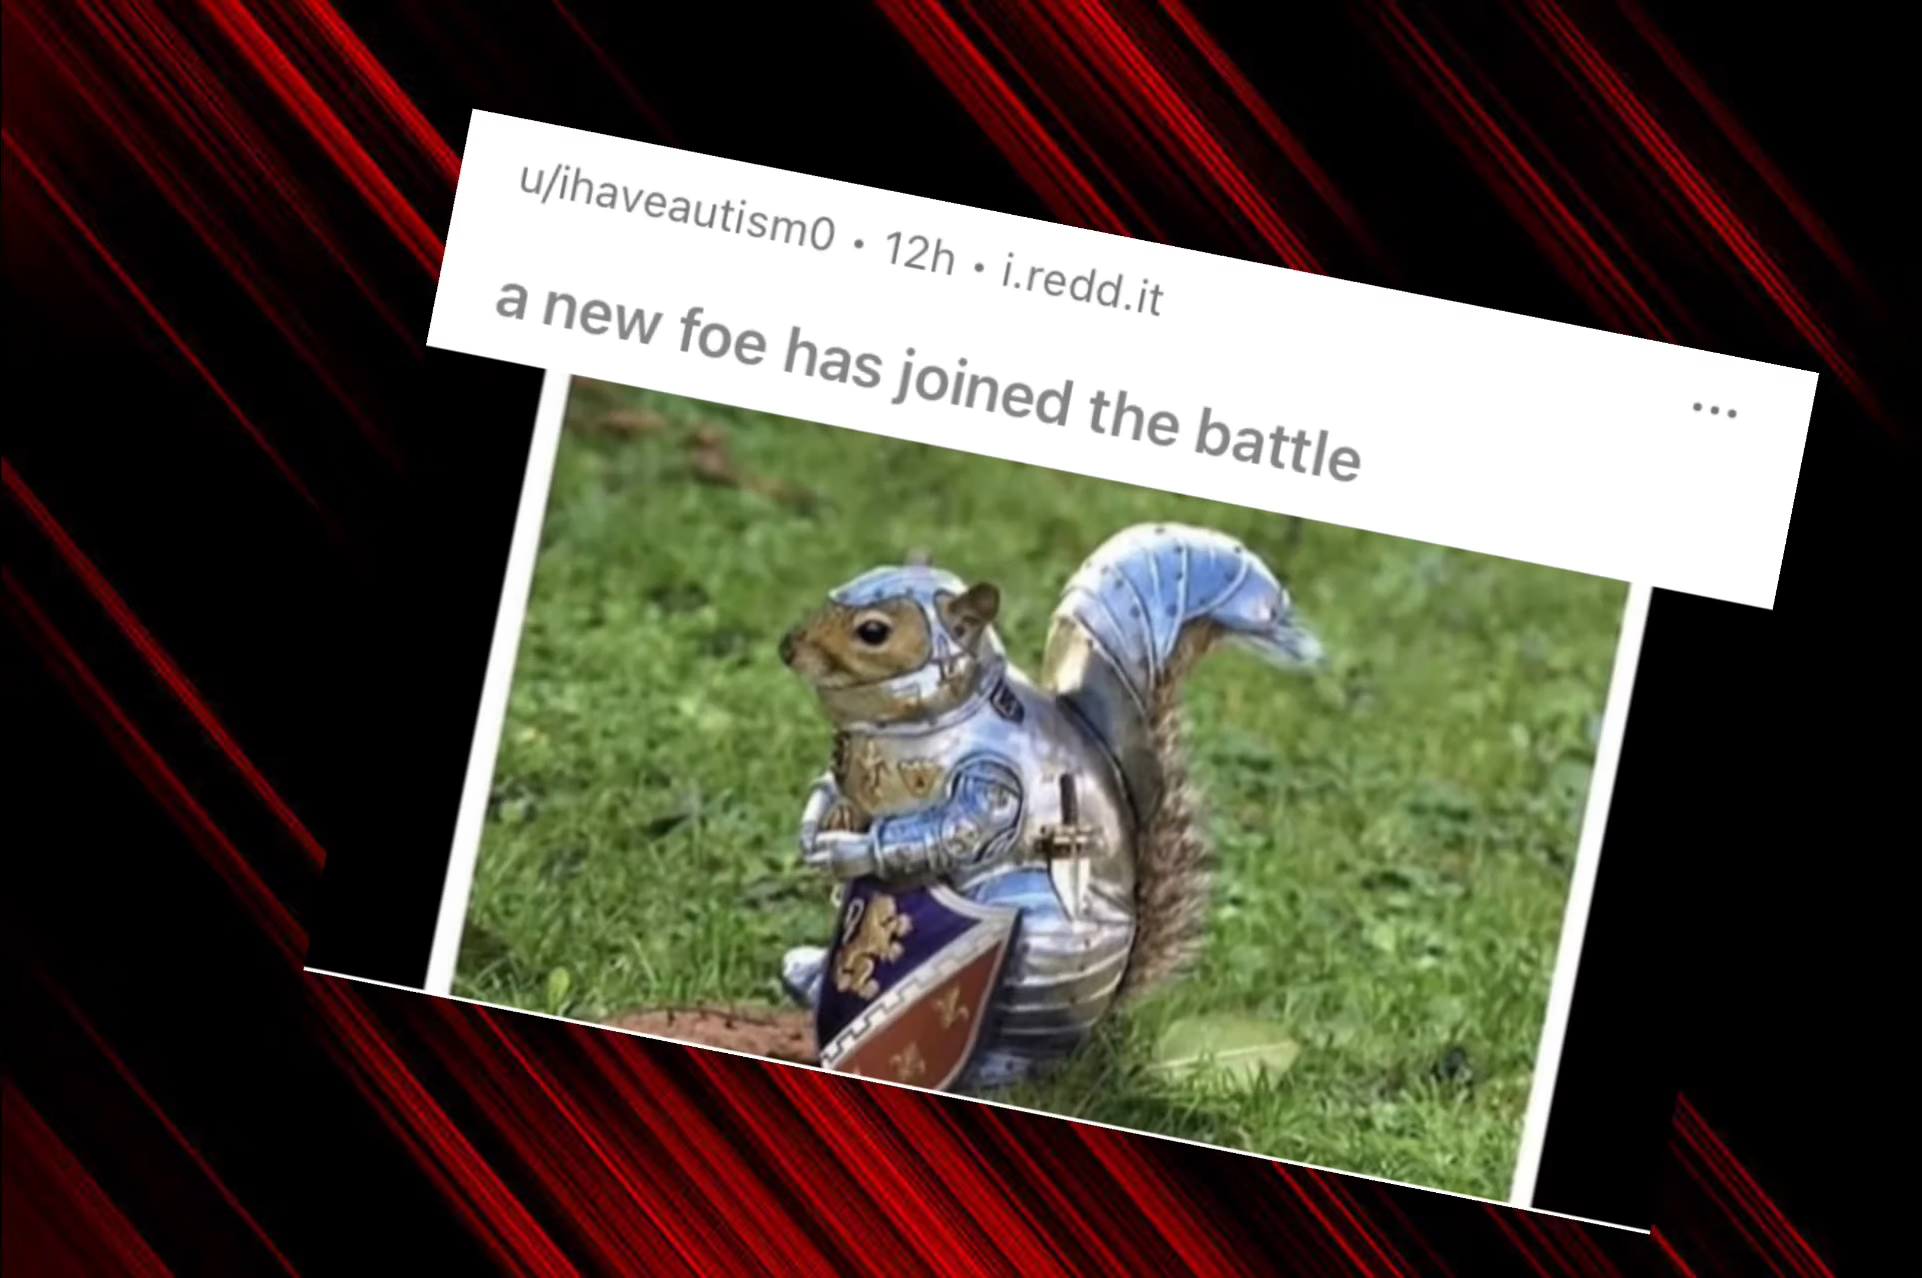 u/ihaveautism0 • 12h • i.redd.it
a new foe has joined the battle